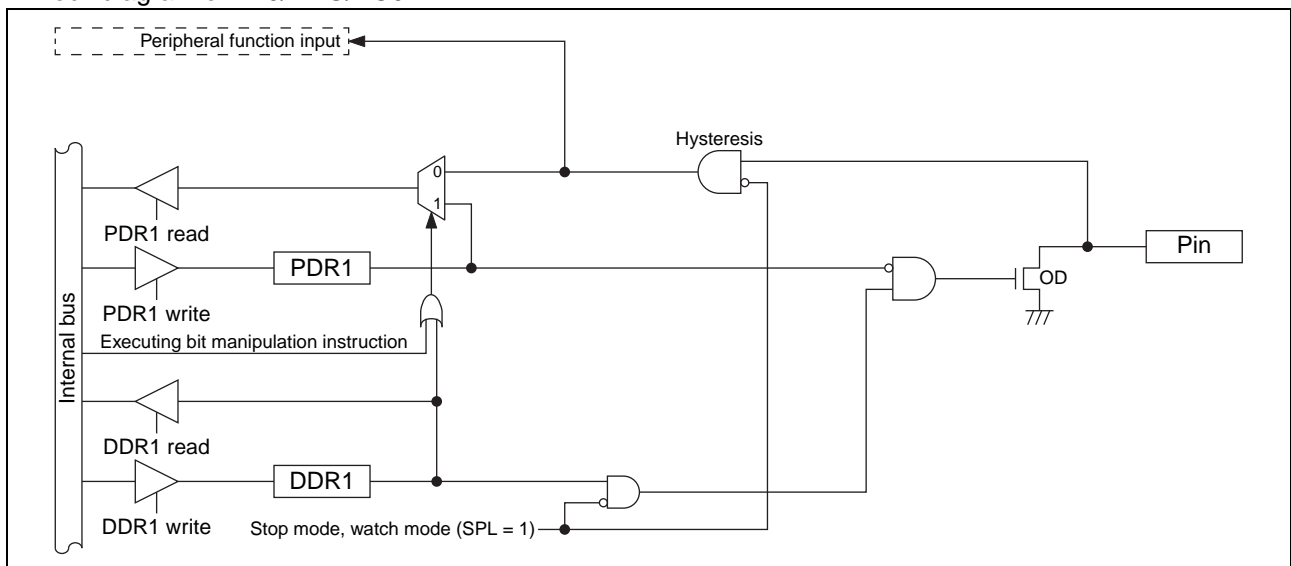 Peripheral function input
Hysteresis
0
1
PDR1 read
PDR1
Pin
OD
PDR1 write
Executing bit manipulation instruction
Internal bus
DDR1 read
DDR1
DDR1 write
Stop mode, watch mode (SPL = 1)